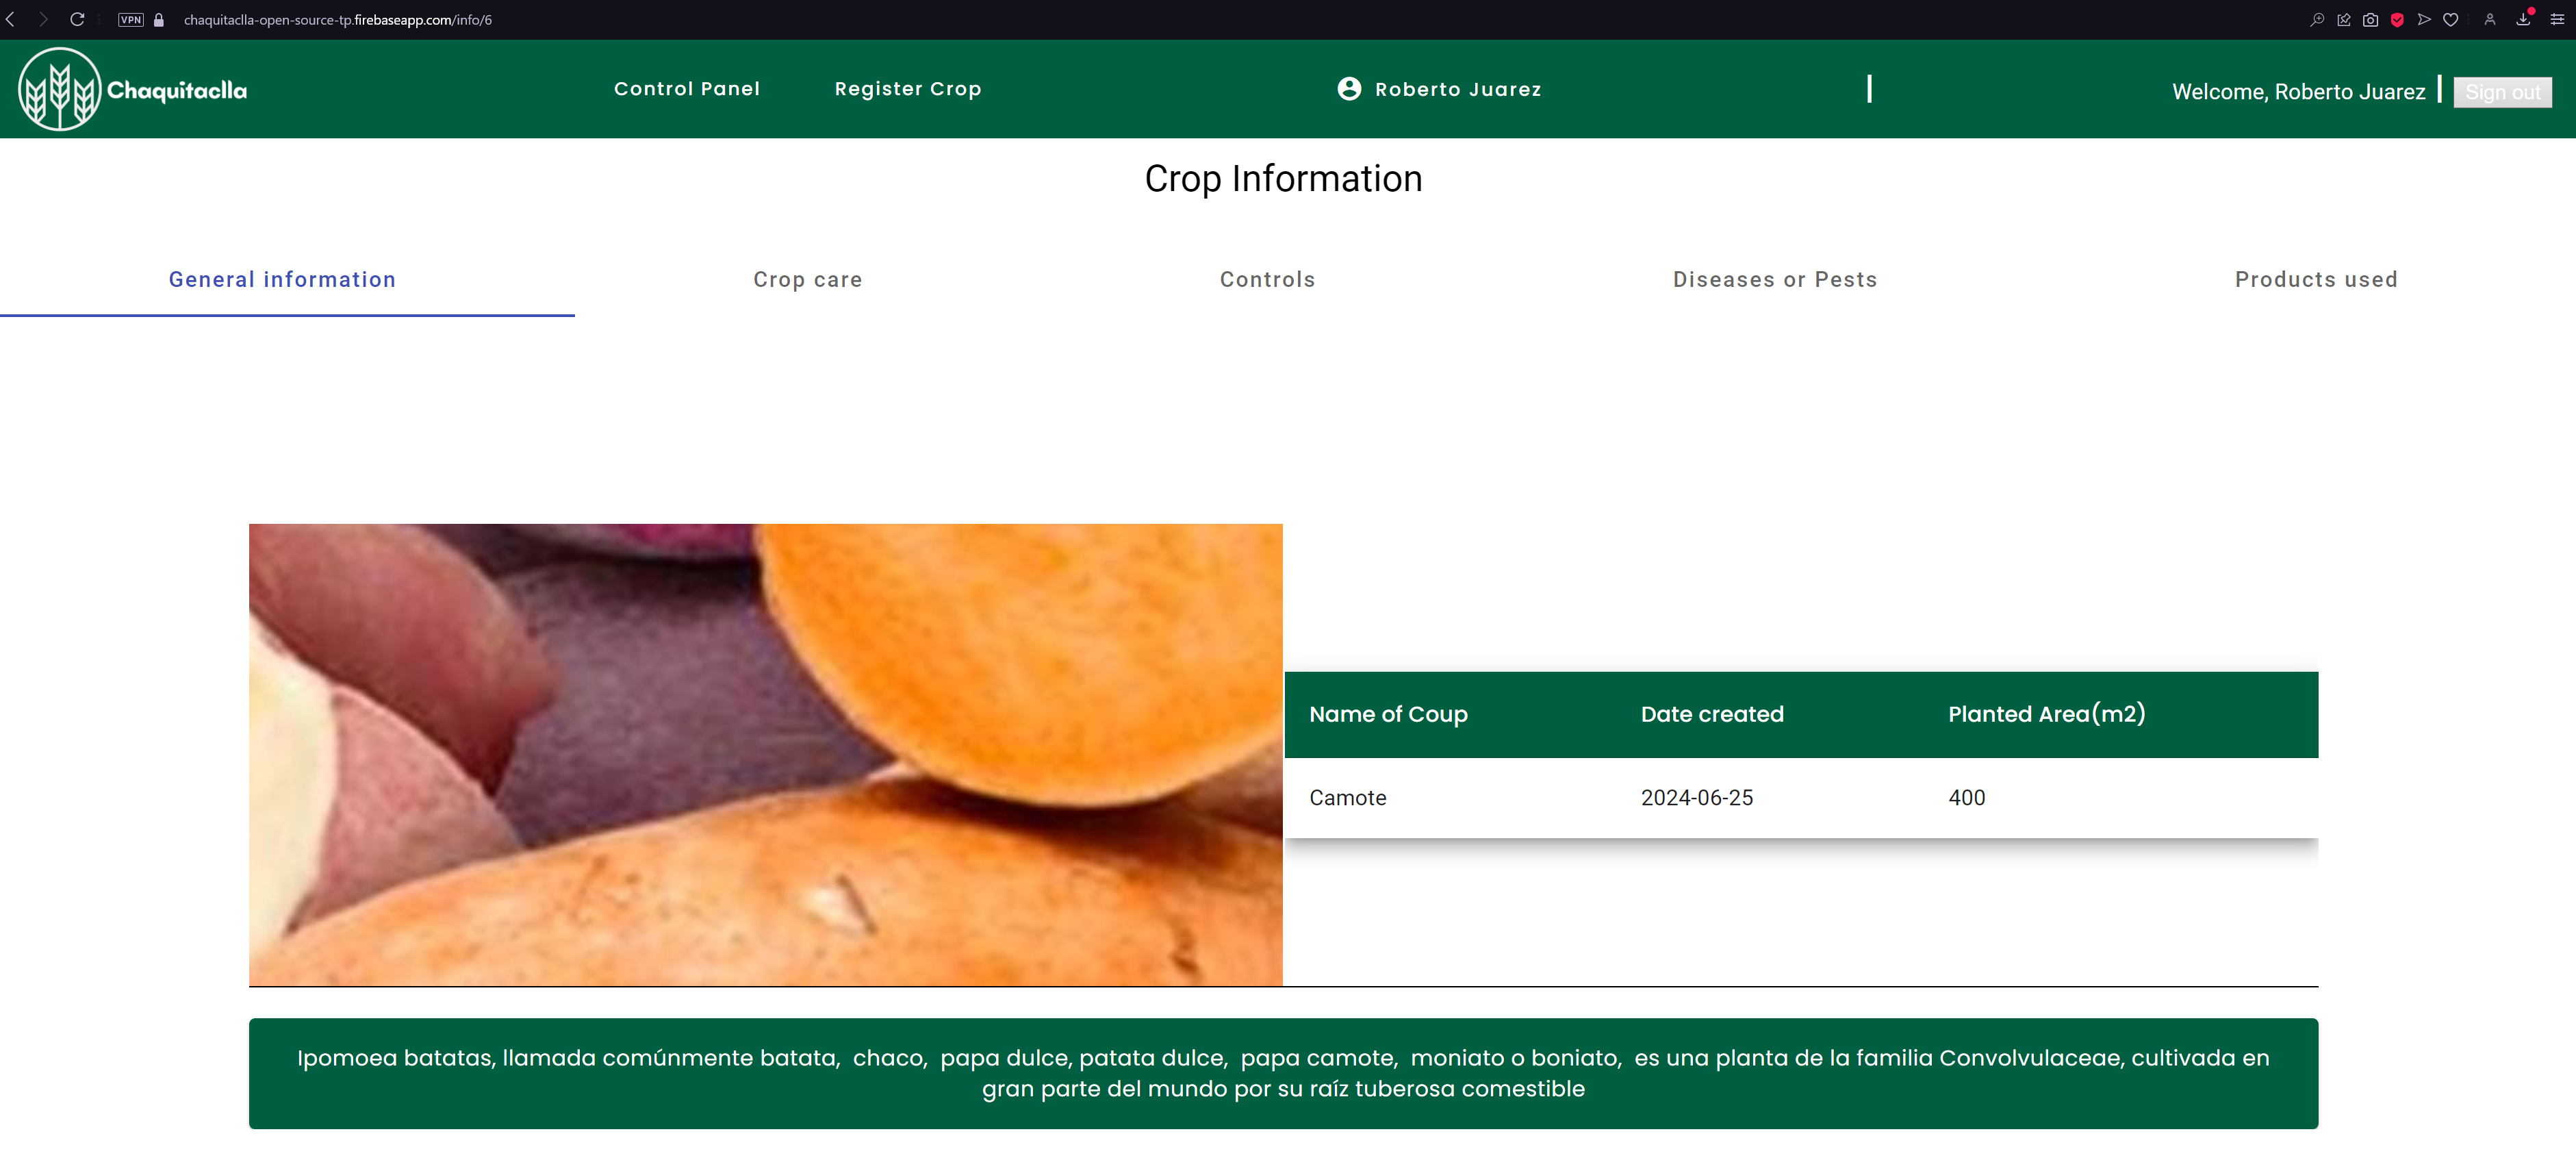 VPN chaquitaclla-open-source-tp.firebaseapp.com/info/6
Chaquitaclla Control Panel Register Crop Roberto Juarez Welcome, Roberto Juarez Sign out
Crop Information
General information Crop care Controls Diseases or Pests Products used
Name of Coup Date created Planted Area(m2)
Camote 2024-06-25 400
Ipomoea batatas, llamada comúnmente batata, chaco, papa dulce, patata dulce, papa camote, moniato o boniato, es una planta de la familia Convolvulaceae, cultivada en
gran parte del mundo por su raíz tuberosa comestible